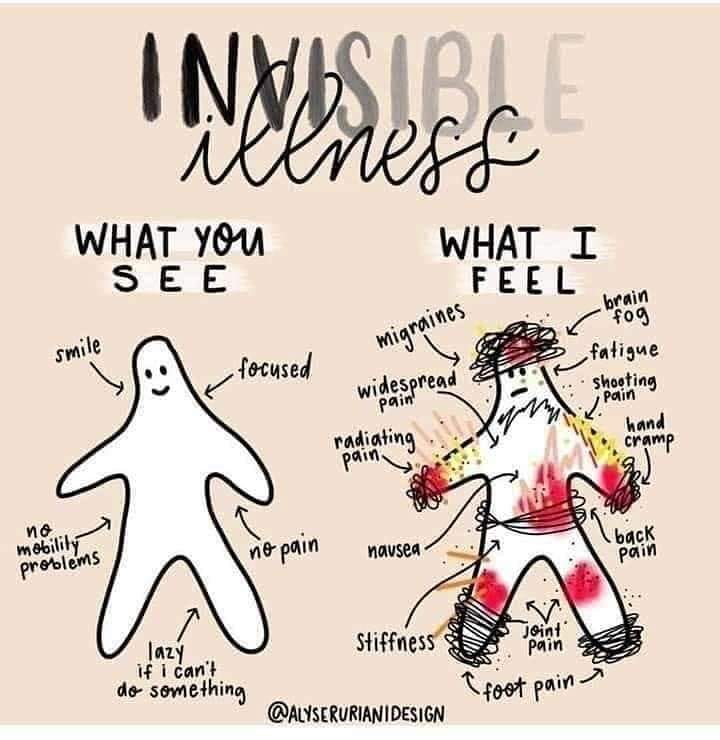 INVISIBLE
illness
WHAT YOU
SEE
smile
focused
no
mobility
problems
no pain
lazy
if i can't
do something
WHAT I
FEEL
migraines
brain
fog
fatigue
widespread
pain
shooting
pain
radiating
pain
hand
cramp
nausea
back
pain
stiffness
joint
pain
foot pain
@ALYSERURIANIDESIGN